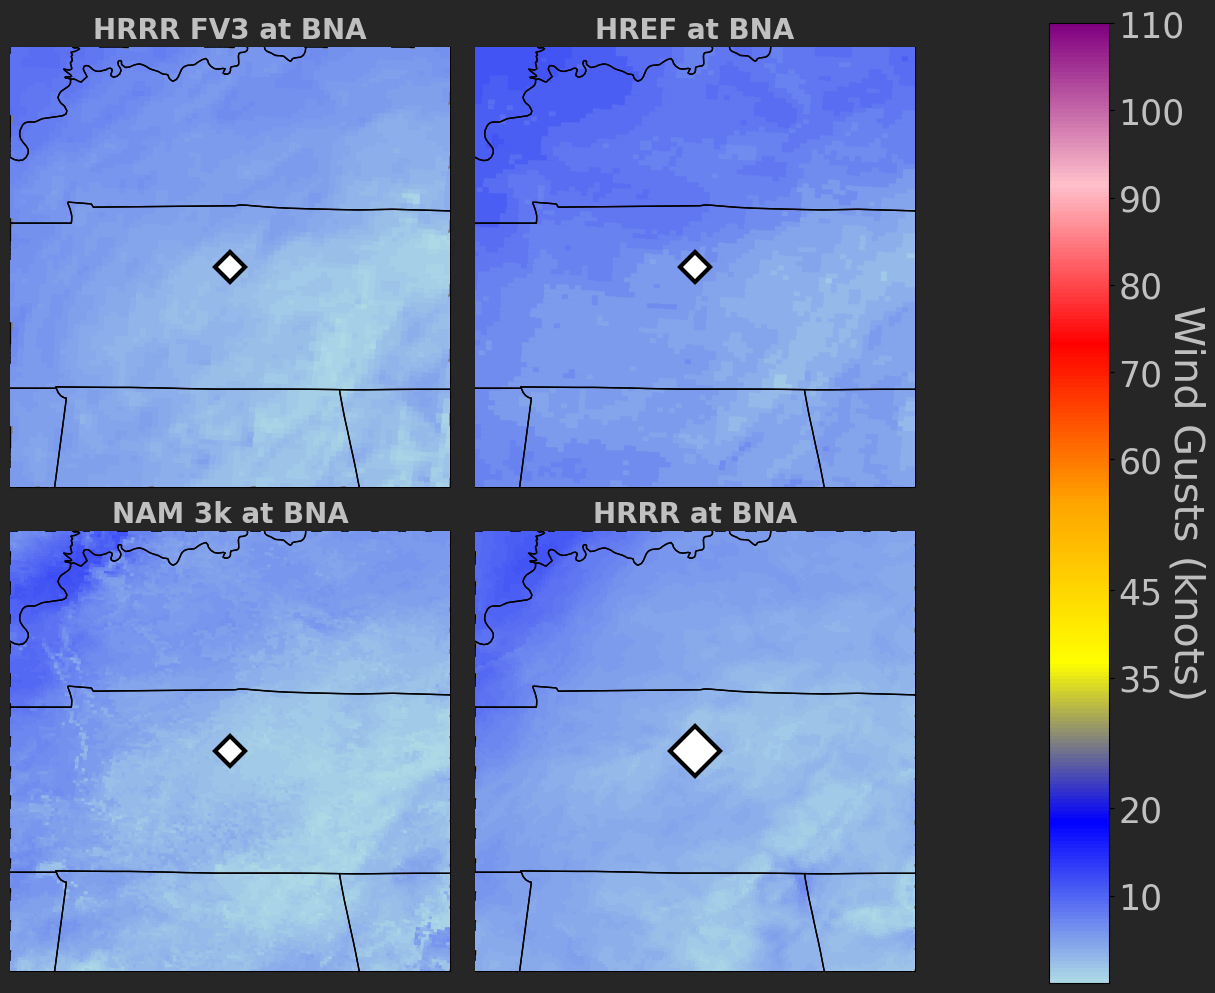 HRRR FV3 at BNA
HREF at BNA
NAM 3k at BNA
HRRR at BNA
110
100
90
80
70
60
45
35
20
10
Wind Gusts (knots)